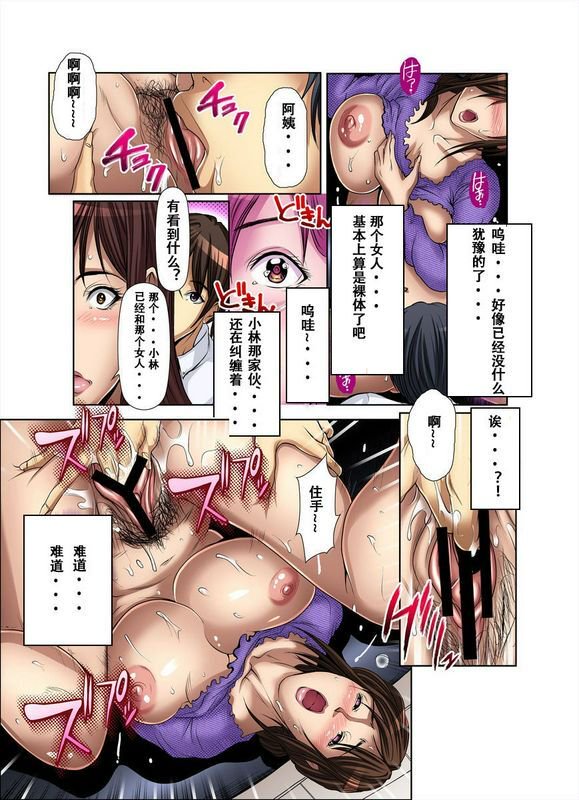 は?
はぁ
呜哇・・・好像已经没什么
犹豫的了・・・
那个女人・・・
基本上算是裸体了吧
阿姨・・・
チュク
チュク
啊啊啊~~~
どきん
どきん
呜哇・・・
有看到什么?
小林那家伙・・・・
还在纠缠着・・・・
那个・・・・小林
已经和那个女人・・・・
诶・・・・?!
啊~~
住手~~
ズプッ
难道・・・
难道・・・
ズプッ